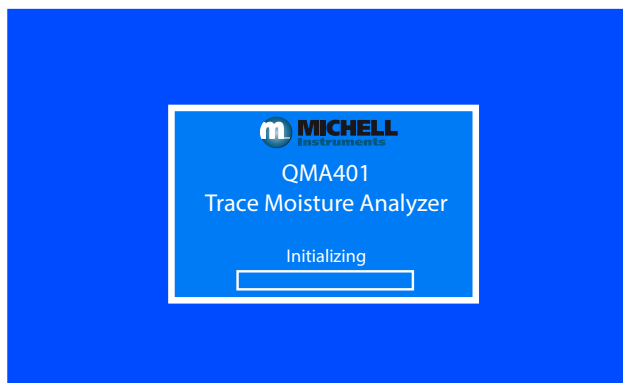 m MICHELL
Instruments
QMA401
Trace Moisture Analyzer
Initializing